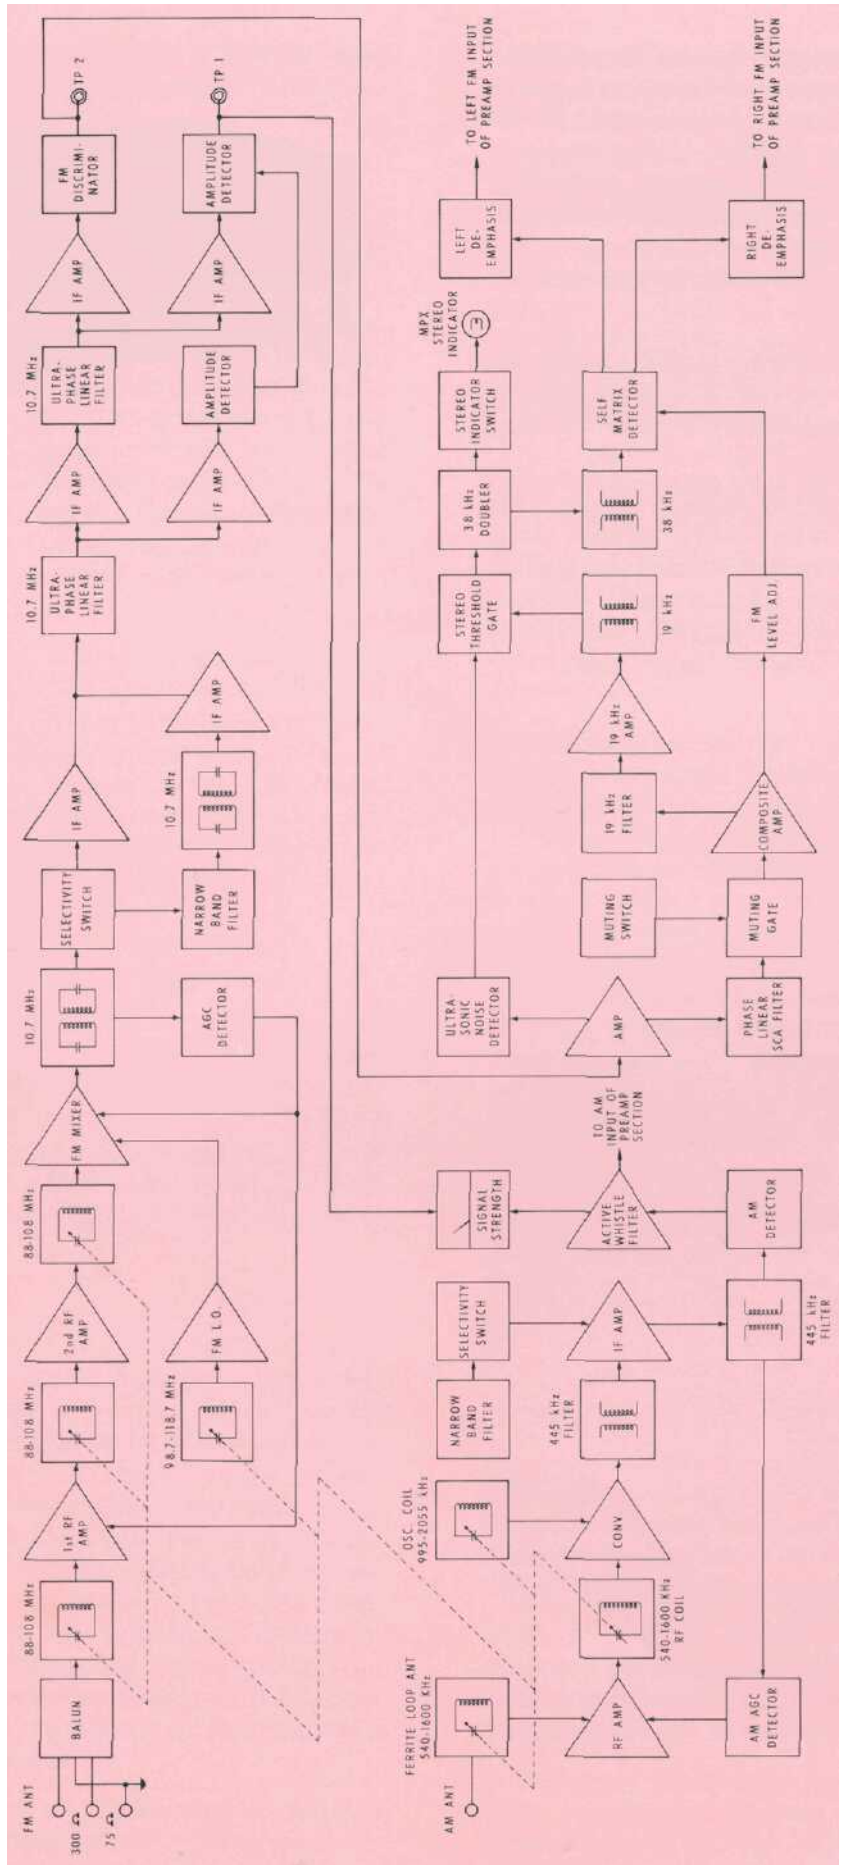 FM ANT
300 Ω
75 Ω
BALUN
88-108 MHz
1st RF
AMP
88-108 MHz
2nd RF
AMP
88-108 MHz
FM MIXER
98.7-118.7 MHz
FM L.O.
10.7 MHz
AGC
DETECTOR
SELECTIVITY
SWITCH
NARROW
BAND
FILTER
IF AMP
10.7 MHz
IF AMP
10.7 MHz
ULTRA-
PHASE
LINEAR
FILTER
IF AMP
IF AMP
10.7 MHz
ULTRA-
PHASE
LINEAR
FILTER
AMPLITUDE
DETECTOR
IF AMP
IF AMP
FM
DISCRIMI-
NATOR
AMPLITUDE
DETECTOR
TP 2
TP 1
AM ANT
FERRITE LOOP ANT
540-1600 KHz
RF AMP
AM AGC
DETECTOR
540-1600 KHz
RF COIL
OSC. COIL
995-2055 kHz
CONV
445 kHz
FILTER
NARROW
BAND
FILTER
SELECTIVITY
SWITCH
IF AMP
445 kHz
FILTER
AM
DETECTOR
ACTIVE
WHISTLE
FILTER
SIGNAL
STRENGTH
TO AM
INPUT OF
PREAMP
SECTION
AMP
ULTRA-
SONIC
NOISE
DETECTOR
PHASE
LINEAR
SCA FILTER
MUTING
SWITCH
MUTING
GATE
COMPOSITE
AMP
19 kHz
FILTER
19 kHz
AMP
19 kHz
STEREO
THRESHOLD
GATE
FM
LEVEL ADJ.
38 kHz
DOUBLER
38 kHz
STEREO
INDICATOR
SWITCH
MPX
STEREO
INDICATOR
SELF
MATRIX
DETECTOR
LEFT
DE-
EMPHASIS
RIGHT
DE-
EMPHASIS
TO LEFT FM INPUT
OF PREAMP SECTION
TO RIGHT FM INPUT
OF PREAMP SECTION